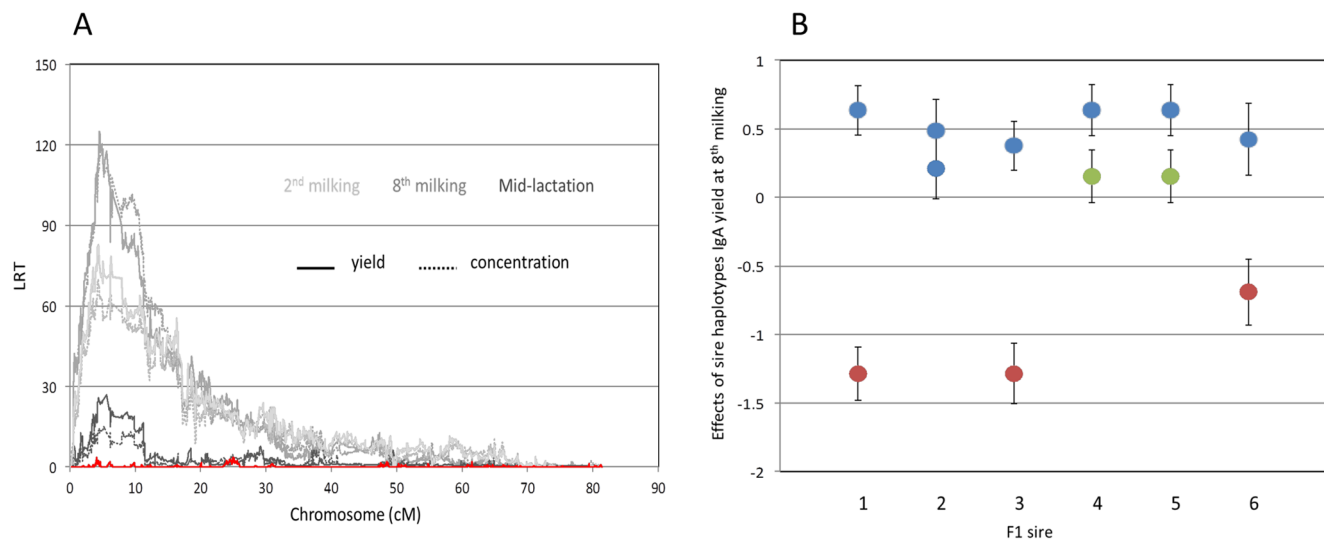 A
LRT
150
120
90
60
30
0
2nd milking 8th milking Mid-lactation
yield concentration
0 10 20 30 40 50 60 70 80 90
Chromosome (cM)
B
Effects of sire haplotypes IgA yield at 8th milking
1
0.5
0
-0.5
-1
-1.5
-2
1 2 3 4 5 6
F1 sire